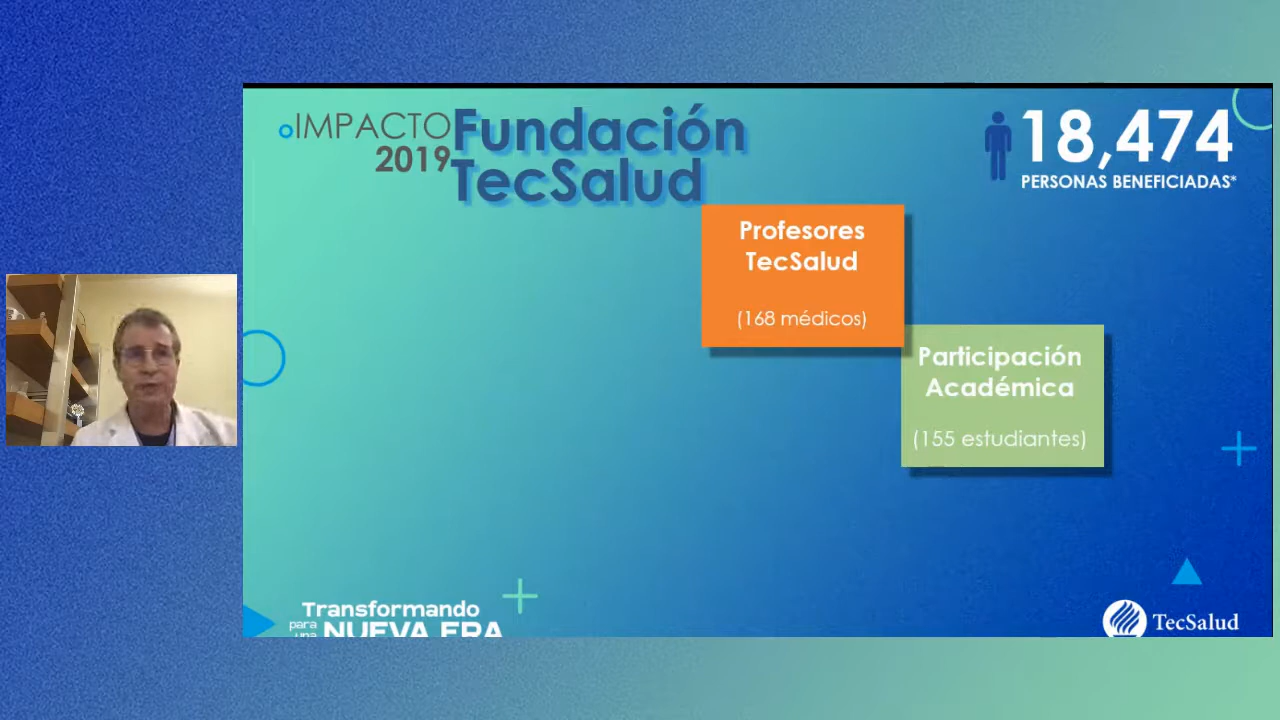 IMPACTO
2019
Fundación
TecSalud
18,474
PERSONAS BENEFICIADAS*
Profesores
TecSalud
(168 médicos)
Participación
Académica
(155 estudiantes)
Transformando
para
una
NUEVA ERA
TecSalud